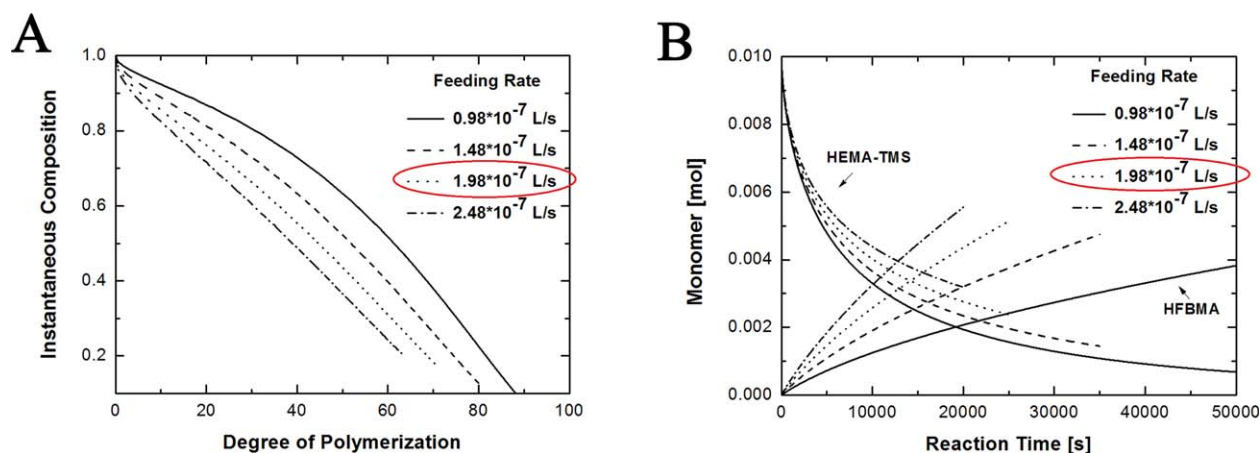 A
Instantaneous Composition
1.0
0.8
0.6
0.4
0.2
0
20
40
60
80
100
Degree of Polymerization
Feeding Rate
0.98*10-7 L/s
1.48*10-7 L/s
1.98*10-7 L/s
2.48*10-7 L/s
B
Monomer [mol]
0.010
0.008
0.006
0.004
0.002
0.000
0
10000
20000
30000
40000
50000
Reaction Time [s]
Feeding Rate
0.98*10-7 L/s
1.48*10-7 L/s
1.98*10-7 L/s
2.48*10-7 L/s
HEMA-TMS
HFBMA